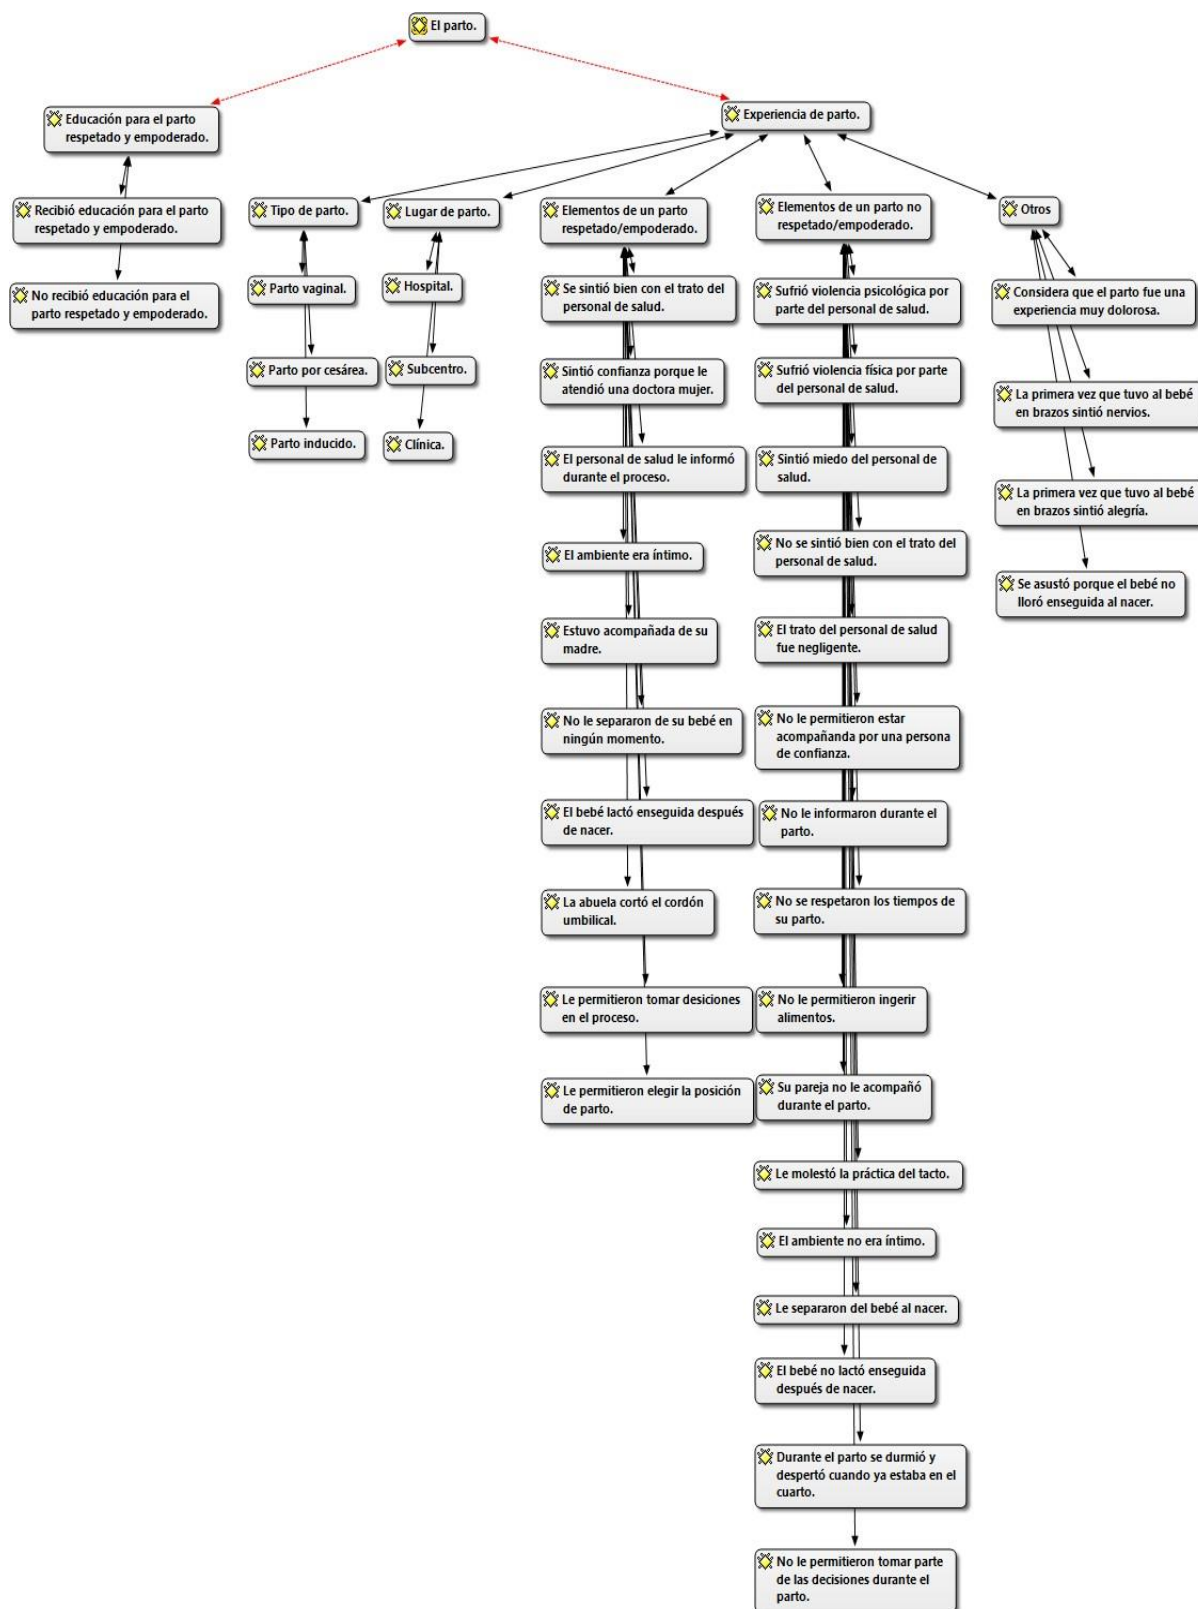 El parto.
Educación para el parto
respetado y empoderado.
Experiencia de parto.
Recibió educación para el parto
respetado y empoderado.
No recibió educación para el
parto respetado y empoderado.
Tipo de parto.
Parto vaginal.
Parto por cesárea.
Parto inducido.
Lugar de parto.
Hospital.
Subcentro.
Clínica.
Elementos de un parto
respetado/empoderado.
Se sintió bien con el trato del
personal de salud.
Sintió confianza porque le
atendió una doctora mujer.
El personal de salud le informó
durante el proceso.
El ambiente era íntimo.
Estuvo acompañada de su
madre.
No le separaron de su bebé en
ningún momento.
El bebé lactó enseguida después
de nacer.
La abuela cortó el cordón
umbilical.
Le permitieron tomar desiciones
en el proceso.
Le permitieron elegir la posición
de parto.
Elementos de un parto no
respetado/empoderado.
Sufrió violencia psicológica por
parte del personal de salud.
Sufrió violencia física por parte
del personal de salud.
Sintió miedo del personal de
salud.
No se sintió bien con el trato del
personal de salud.
El trato del personal de salud
fue negligente.
No le permitieron estar
acompañanda por una persona
de confianza.
No le informaron durante el
parto.
No se respetaron los tiempos de
su parto.
No le permitieron ingerir
alimentos.
Su pareja no le acompañó
durante el parto.
Le molestó la práctica del tacto.
El ambiente no era íntimo.
Le separaron del bebé al nacer.
El bebé no lactó enseguida
después de nacer.
Durante el parto se durmió y
despertó cuando ya estaba en el
cuarto.
No le permitieron tomar parte
de las decisiones durante el
parto.
Otros
Considera que el parto fue una
experiencia muy dolorosa.
La primera vez que tuvo al bebé
en brazos sintió nervios.
La primera vez que tuvo al bebé
en brazos sintió alegría.
Se asustó porque el bebé no
lloró enseguida al nacer.